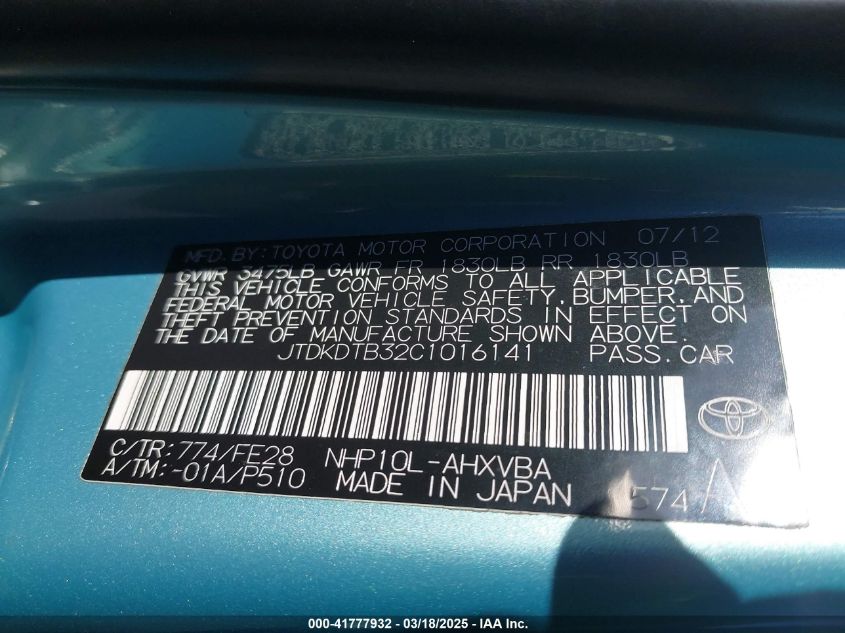 MFD. BY: TOYOTA MOTOR CORPORATION 07/12
GVWR 3475LB GAWR FR 1830LB RR 1830LB
THIS VEHICLE CONFORMS TO ALL APPLICABLE
FEDERAL MOTOR VEHICLE SAFETY, BUMPER, AND
THEFT PREVENTION STANDARDS IN EFFECT ON
THE DATE OF MANUFACTURE SHOWN ABOVE.
JTDKDTB32C1016141 PASS. CAR
C/TR: 774/FE28 NHP10L-AHXVBA
A/TM: -01A/P510 MADE IN JAPAN 574
000-41777932 - 03/18/2025 - IAA, Inc.